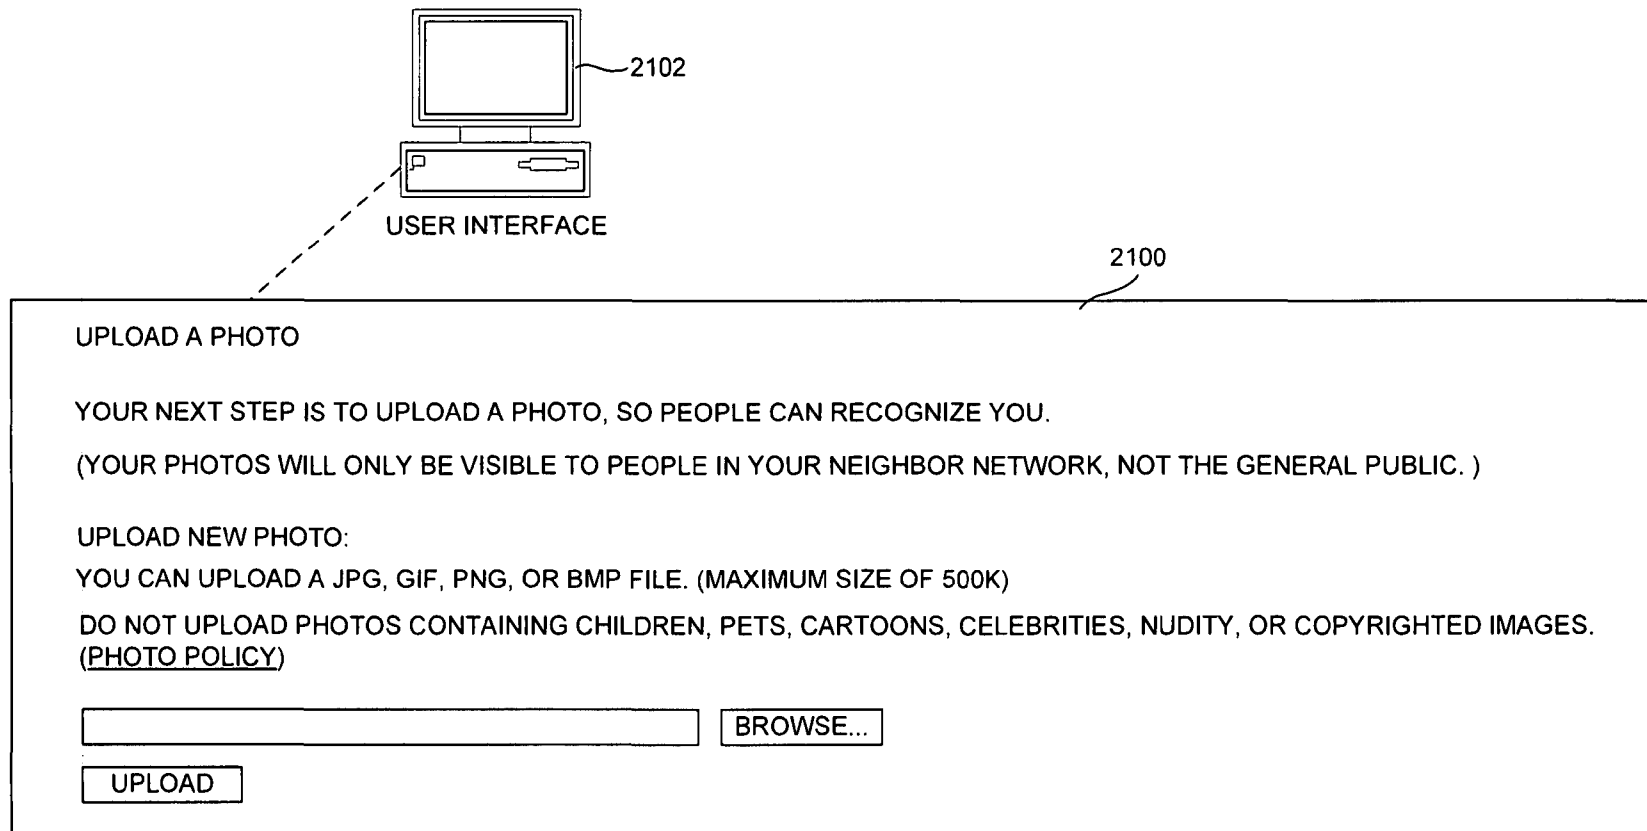 2102
USER INTERFACE
2100
UPLOAD A PHOTO
YOUR NEXT STEP IS TO UPLOAD A PHOTO, SO PEOPLE CAN RECOGNIZE YOU.
(YOUR PHOTOS WILL ONLY BE VISIBLE TO PEOPLE IN YOUR NEIGHBOR NETWORK, NOT THE GENERAL PUBLIC. )
UPLOAD NEW PHOTO:
YOU CAN UPLOAD A JPG, GIF, PNG, OR BMP FILE. (MAXIMUM SIZE OF 500K)
DO NOT UPLOAD PHOTOS CONTAINING CHILDREN, PETS, CARTOONS, CELEBRITIES, NUDITY, OR COPYRIGHTED IMAGES.
(PHOTO POLICY)
BROWSE...
UPLOAD